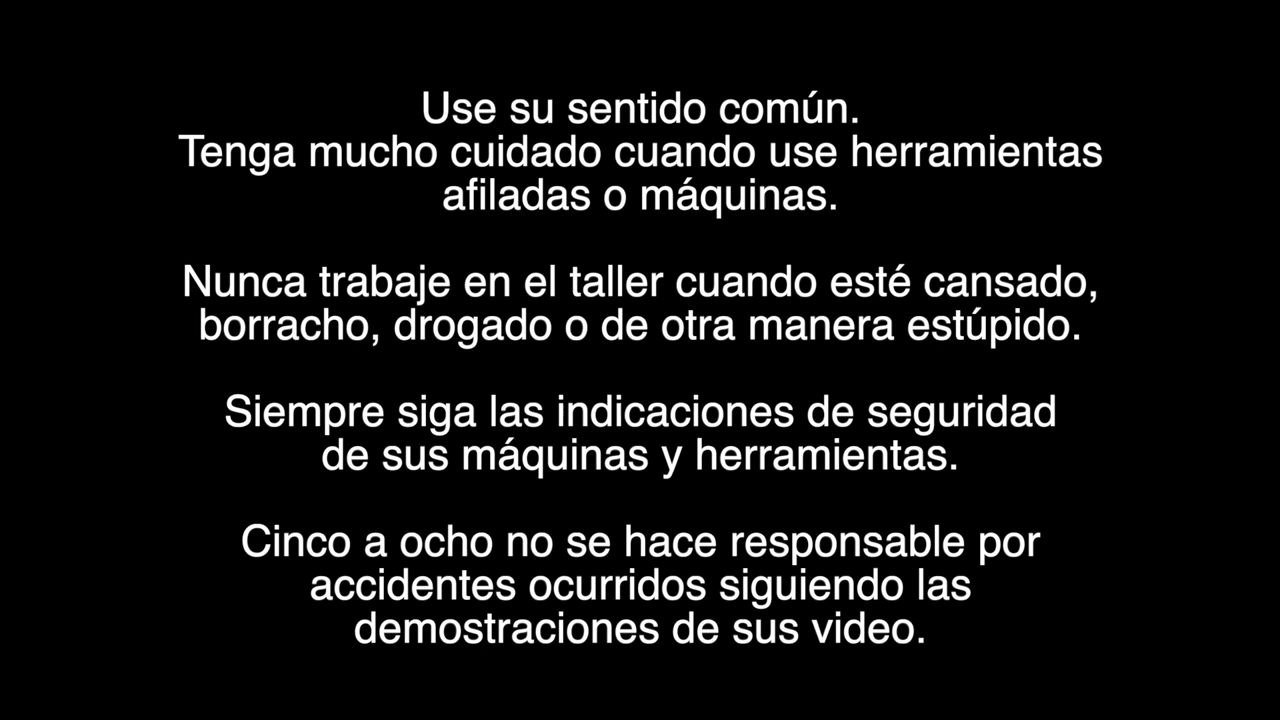 Use su sentido común.
Tenga mucho cuidado cuando use herramientas
afiladas o máquinas.
Nunca trabaje en el taller cuando esté cansado,
borracho, drogado o de otra manera estúpido.
Siempre siga las indicaciones de seguridad
de sus máquinas y herramientas.
Cinco a ocho no se hace responsable por
accidentes ocurridos siguiendo las
demostraciones de sus video.